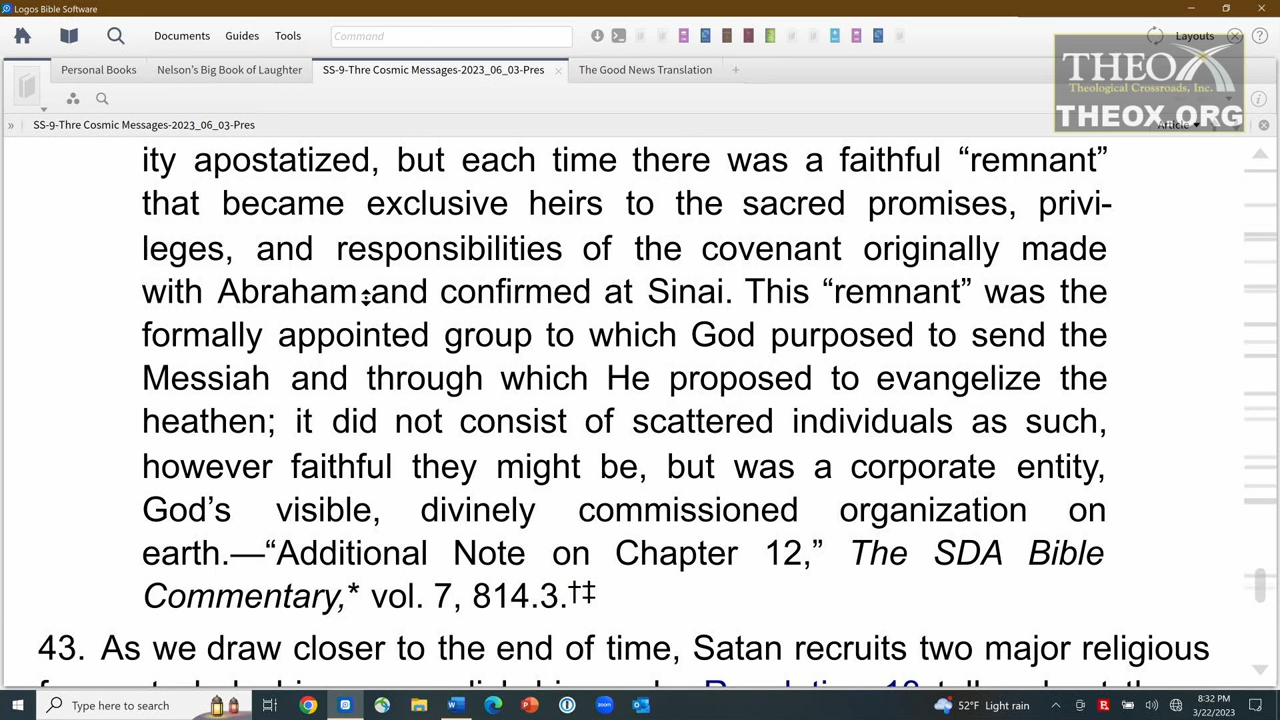 Logos Bible Software
Documents Guides Tools Command Layouts
Personal Books Nelson's Big Book of Laughter SS-9-Thre Cosmic Messages-2023_06_03-Pres The Good News Translation
THEOX
Theological Crossroads, Inc.
THEOX.ORG
SS-9-Thre Cosmic Messages-2023_06_03-Pres Article
ity apostatized, but each time there was a faithful “remnant”
that became exclusive heirs to the sacred promises, privi-
leges, and responsibilities of the covenant originally made
with Abraham and confirmed at Sinai. This “remnant” was the
formally appointed group to which God purposed to send the
Messiah and through which He proposed to evangelize the
heathen; it did not consist of scattered individuals as such,
however faithful they might be, but was a corporate entity,
God’s visible, divinely commissioned organization on
earth.—“Additional Note on Chapter 12,” The SDA Bible
Commentary,* vol. 7, 814.3.†‡
43. As we draw closer to the end of time, Satan recruits two major religious
Type here to search 52°F Light rain 8:32 PM
3/22/2023